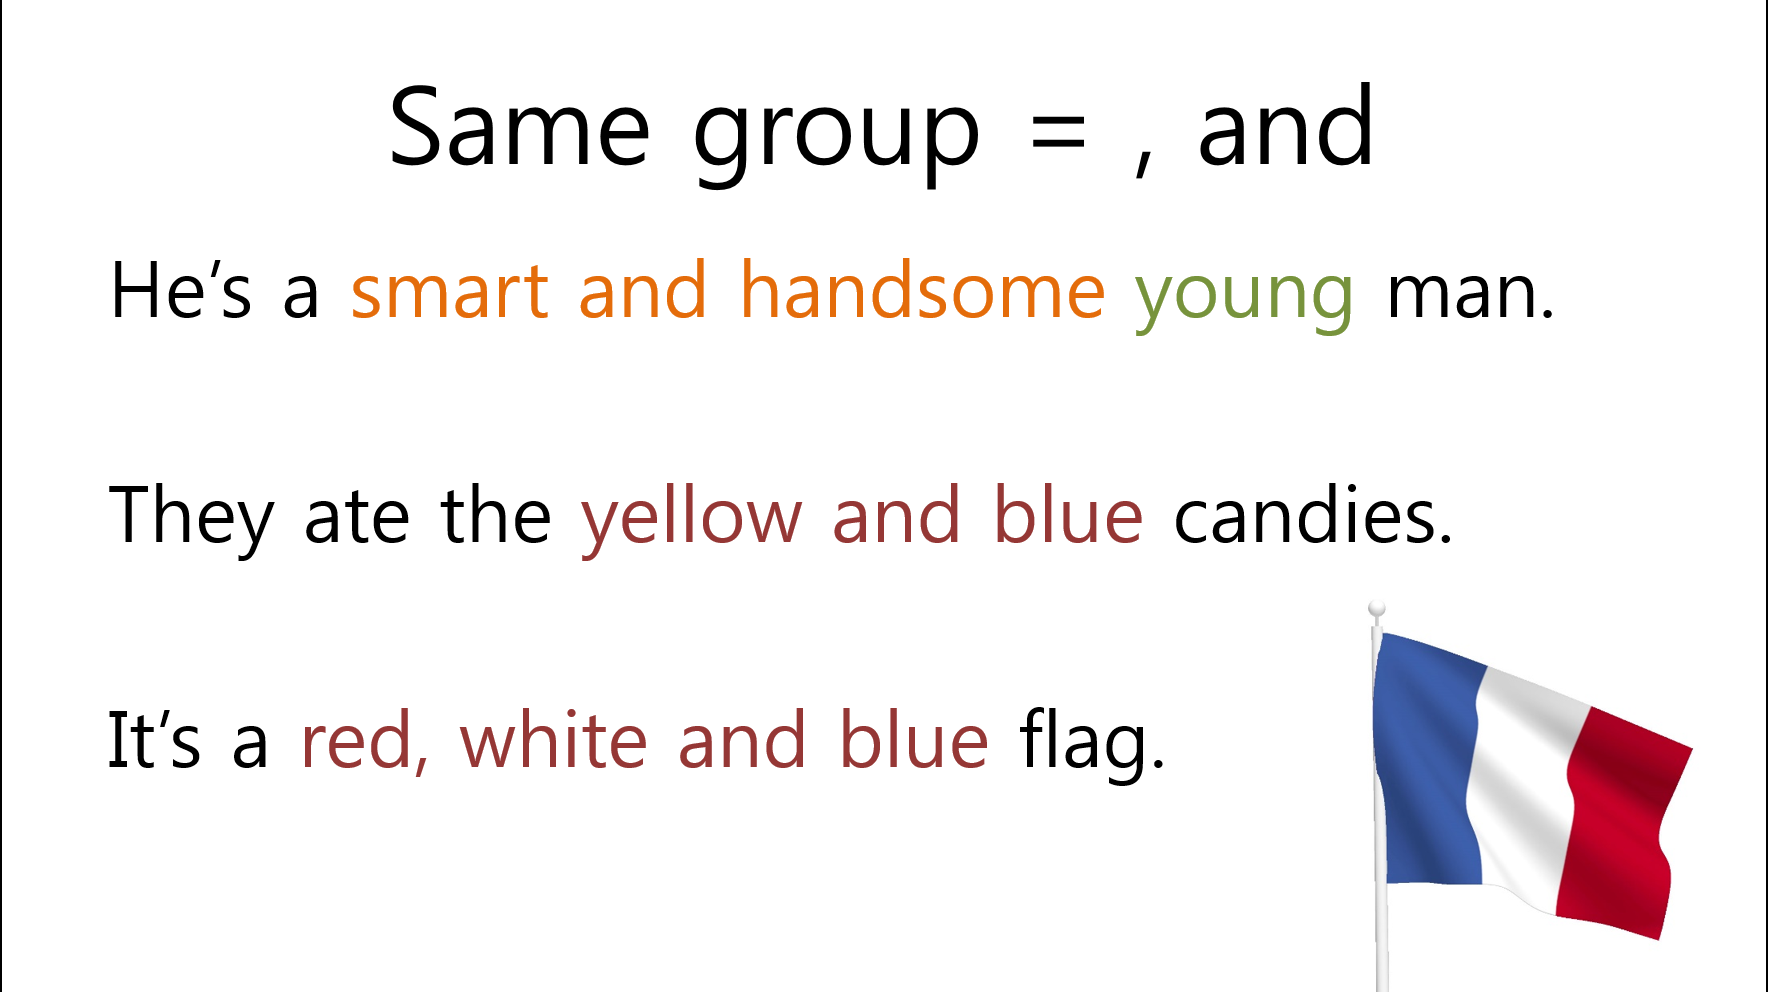 Same group = , and
He’s a smart and handsome young man.
They ate the yellow and blue candies.
It’s a red, white and blue flag.